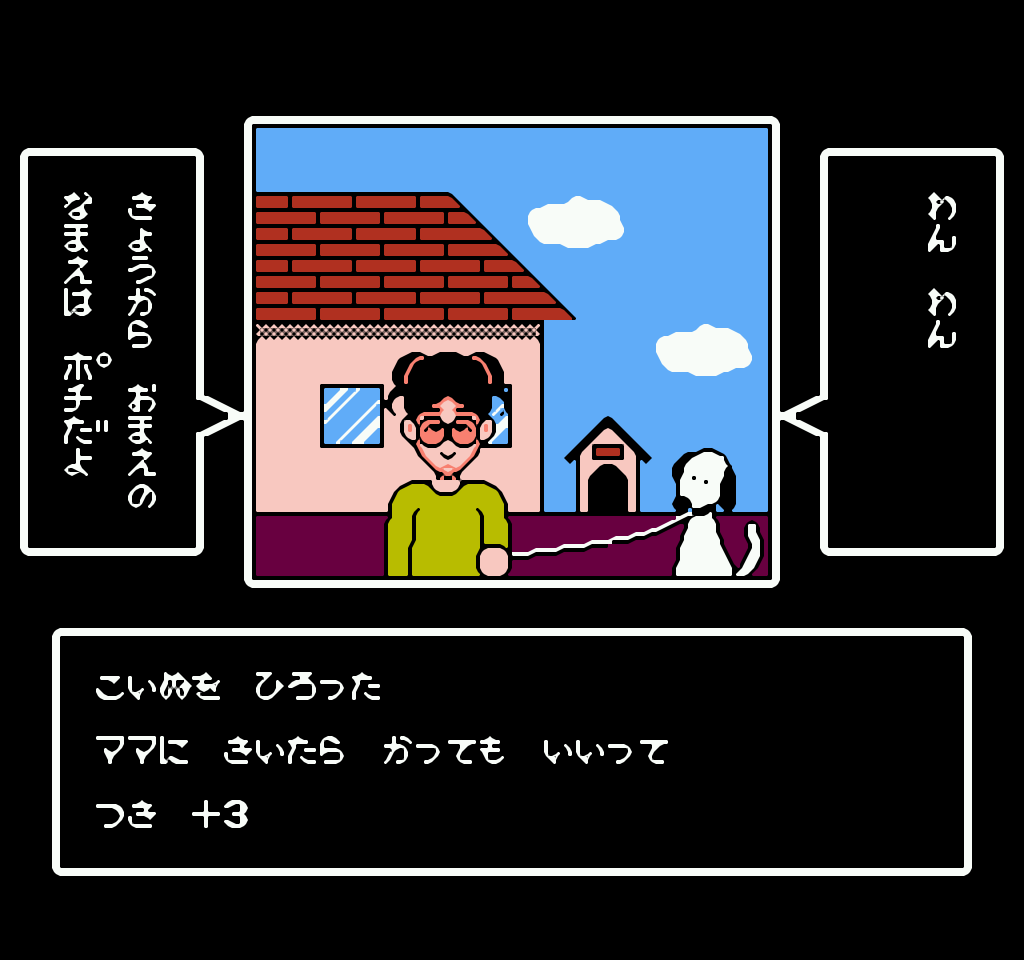 きょうから　おまえの
なまえは　ポチだよ
わん　わん
こいぬを　ひろった
ママに　きいたら　かっても　いいって
つき　+3